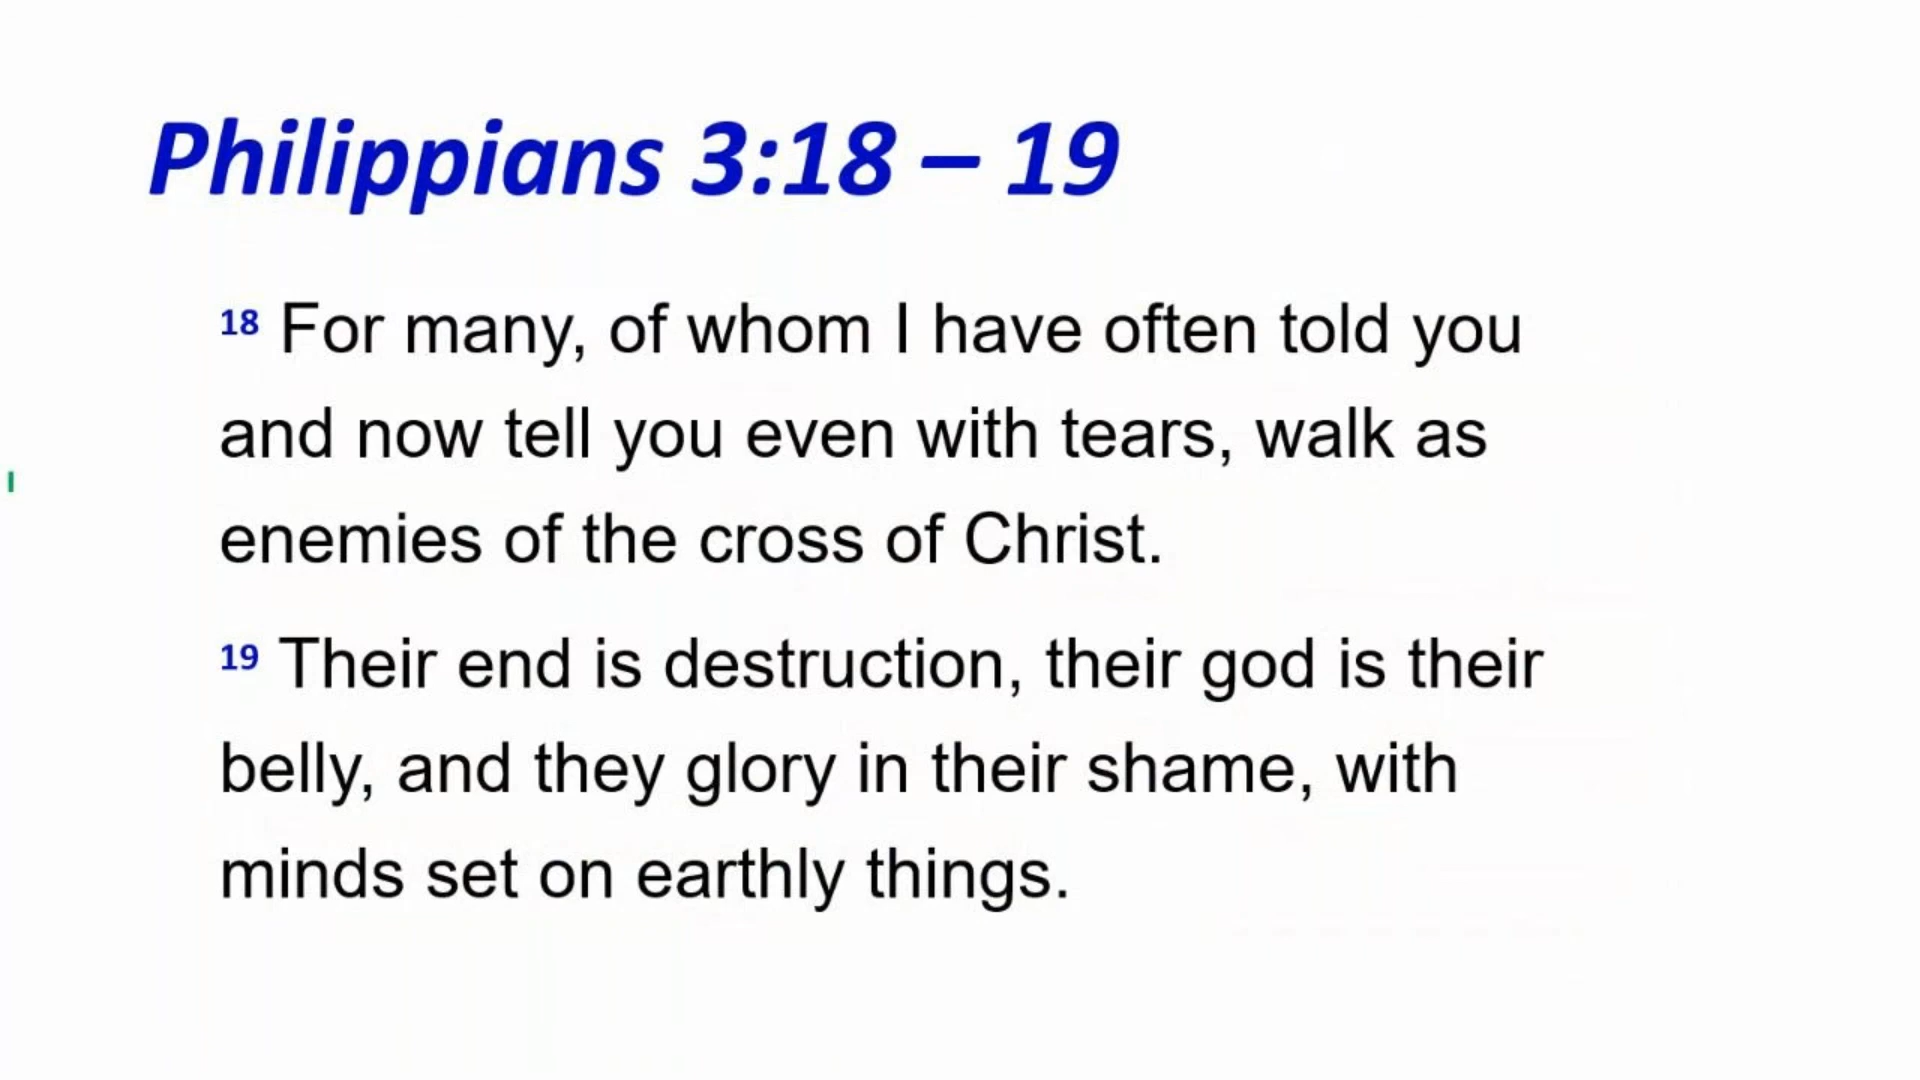 Philippians 3:18 – 19
18 For many, of whom I have often told you
and now tell you even with tears, walk as
enemies of the cross of Christ.
19 Their end is destruction, their god is their
belly, and they glory in their shame, with
minds set on earthly things.